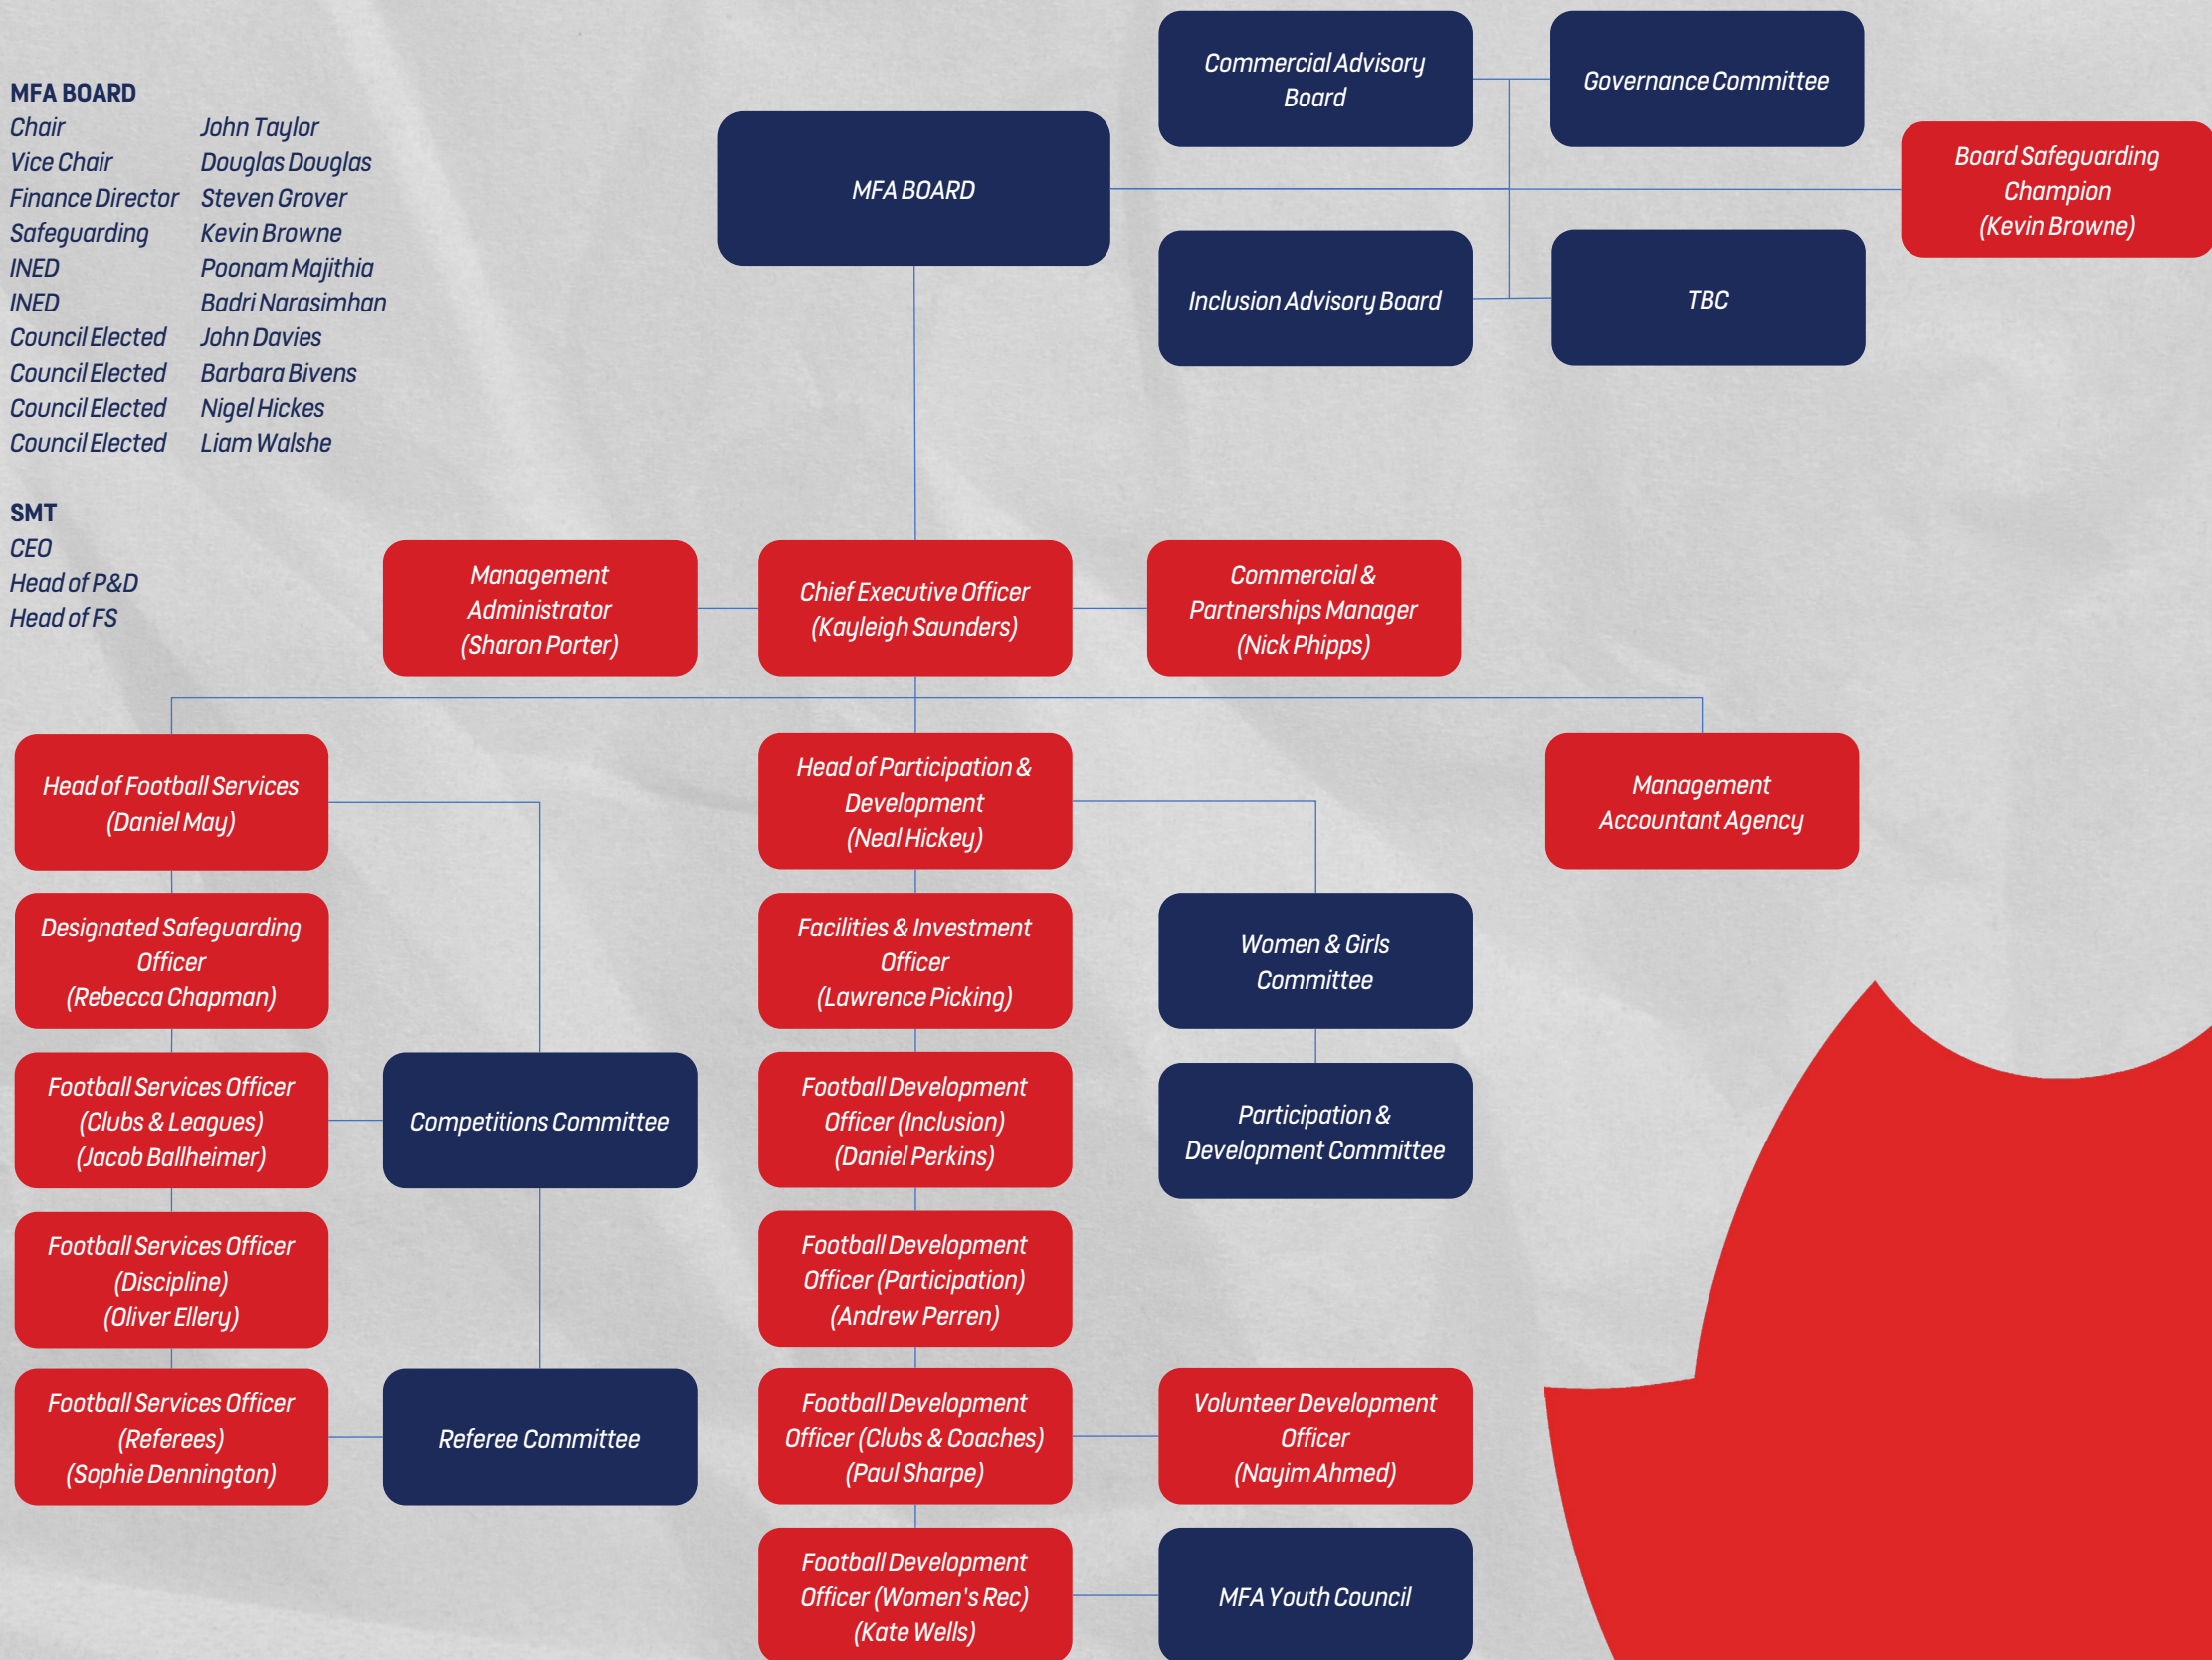 MFA BOARD
Chair John Taylor
Vice Chair Douglas Douglas
Finance Director Steven Grover
Safeguarding Kevin Browne
INED Poonam Majithia
INED Badri Narasimhan
Council Elected John Davies
Council Elected Barbara Bivens
Council Elected Nigel Hickes
Council Elected Liam Walshe
SMT
CEO
Head of P&D
Head of FS
MFA BOARD
Commercial Advisory
Board
Governance Committee
Inclusion Advisory Board
TBC
Board Safeguarding
Champion
(Kevin Browne)
Management
Administrator
(Sharon Porter)
Chief Executive Officer
(Kayleigh Saunders)
Commercial &
Partnerships Manager
(Nick Phipps)
Head of Football Services
(Daniel May)
Head of Participation &
Development
(Neal Hickey)
Management
Accountant Agency
Designated Safeguarding
Officer
(Rebecca Chapman)
Facilities & Investment
Officer
(Lawrence Picking)
Women & Girls
Committee
Football Services Officer
(Clubs & Leagues)
(Jacob Ballheimer)
Competitions Committee
Football Development
Officer (Inclusion)
(Daniel Perkins)
Participation &
Development Committee
Football Services Officer
(Discipline)
(Oliver Ellery)
Football Development
Officer (Participation)
(Andrew Perren)
Football Services Officer
(Referees)
(Sophie Dennington)
Referee Committee
Football Development
Officer (Clubs & Coaches)
(Paul Sharpe)
Volunteer Development
Officer
(Nayim Ahmed)
Football Development
Officer (Women's Rec)
(Kate Wells)
MFA Youth Council